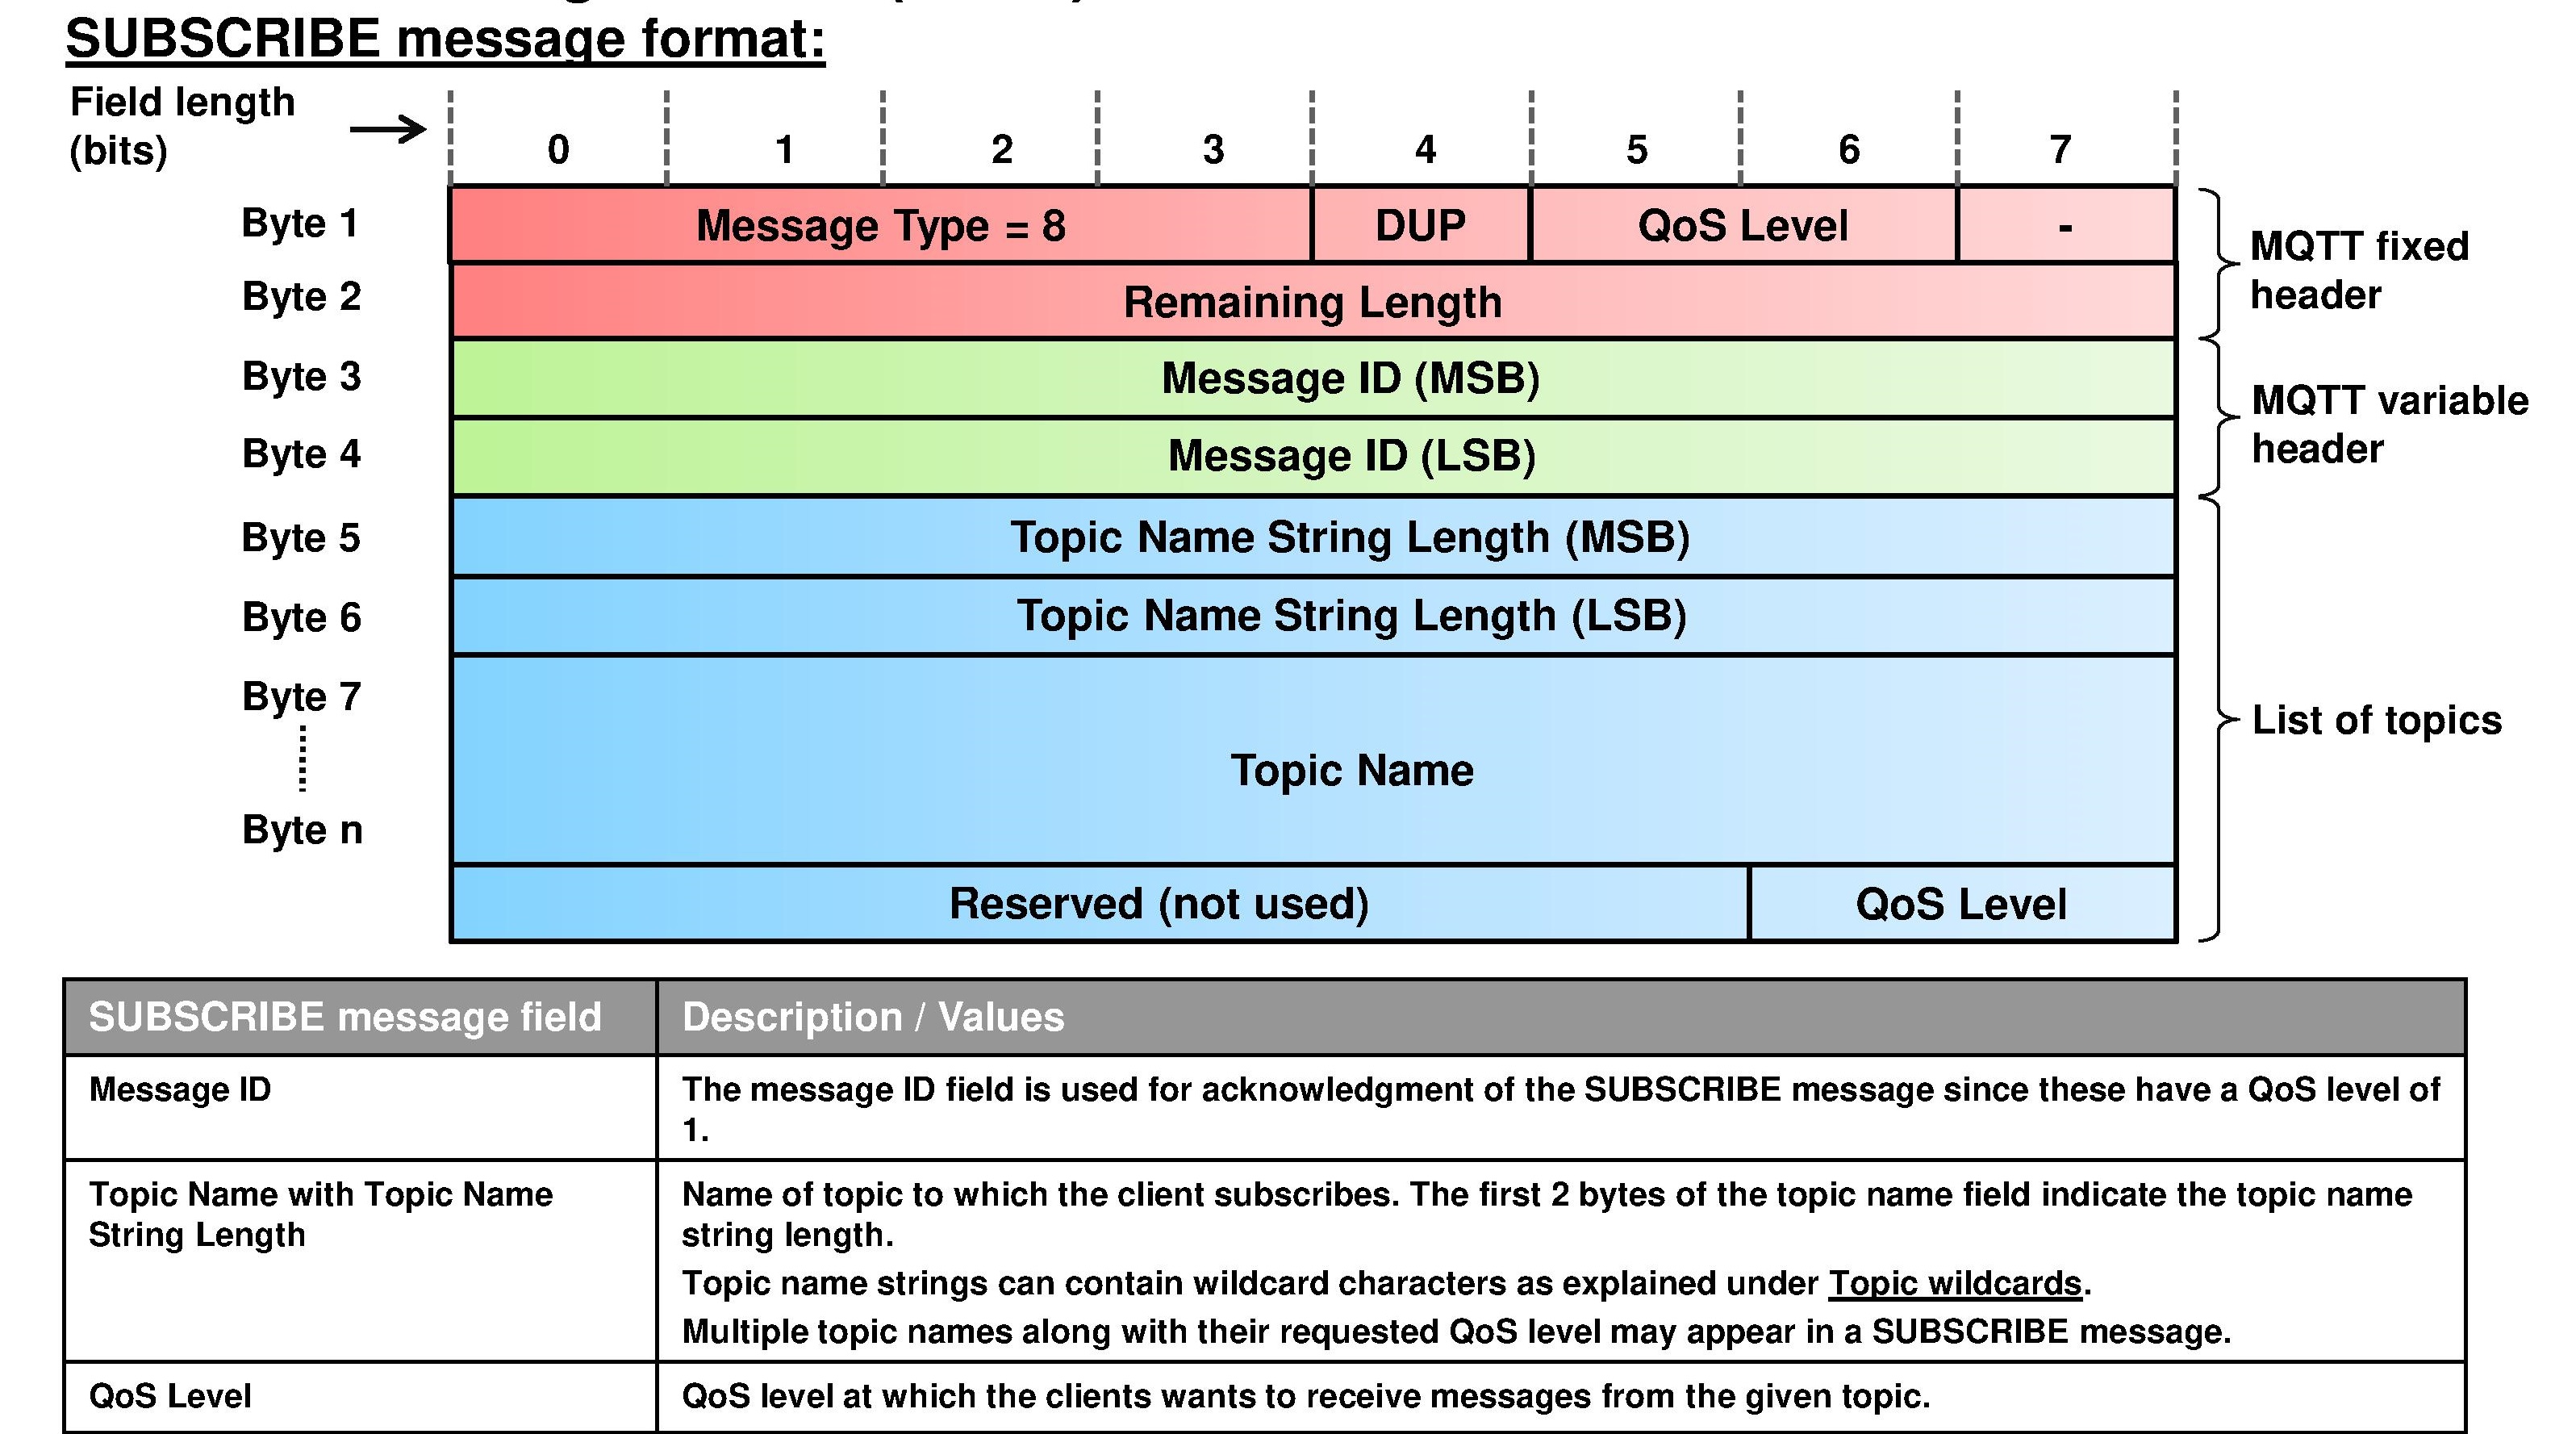 SUBSCRIBE message format:
Field length
(bits)
0 1 2 3 4 5 6 7
Byte 1 Message Type = 8 DUP QoS Level -
MQTT fixed
header
Byte 2 Remaining Length
Byte 3 Message ID (MSB)
MQTT variable
header
Byte 4 Message ID (LSB)
Byte 5 Topic Name String Length (MSB)
Byte 6 Topic Name String Length (LSB)
Byte 7
List of topics
Topic Name
Byte n
Reserved (not used) QoS Level
SUBSCRIBE message field Description / Values
Message ID The message ID field is used for acknowledgment of the SUBSCRIBE message since these have a QoS level of
1.
Topic Name with Topic Name Name of topic to which the client subscribes. The first 2 bytes of the topic name field indicate the topic name
String Length string length.
Topic name strings can contain wildcard characters as explained under Topic wildcards.
Multiple topic names along with their requested QoS level may appear in a SUBSCRIBE message.
QoS Level QoS level at which the clients wants to receive messages from the given topic.